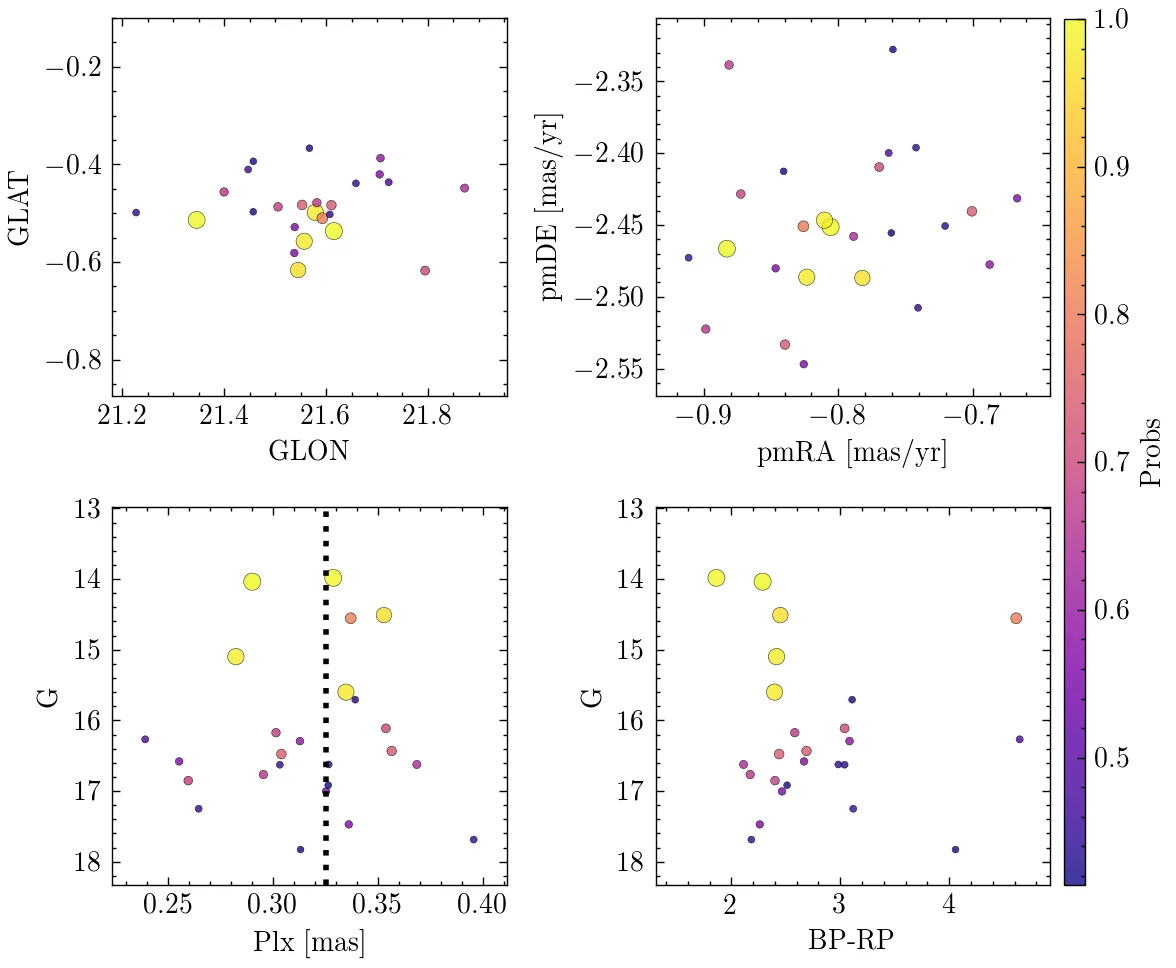 −0.2
−0.4
−0.6
−0.8
GLAT
21.2 21.4 21.6 21.8
GLON
−2.35
−2.40
−2.45
−2.50
−2.55
pmDE [mas/yr]
−0.9 −0.8 −0.7
pmRA [mas/yr]
13
14
15
16
17
18
G
0.25 0.30 0.35 0.40
Plx [mas]
13
14
15
16
17
18
G
2 3 4
BP-RP
1.0
0.9
0.8
0.7
0.6
0.5
Probs